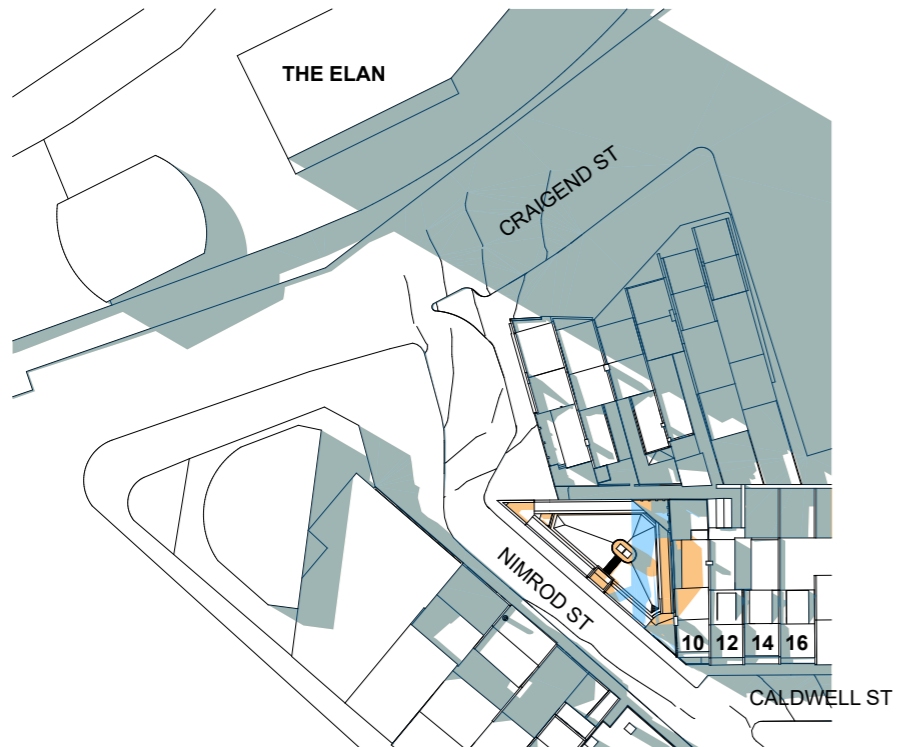 THE ELAN
CRAIGEND ST
NIMROD ST
10 12 14 16
CALDWELL ST